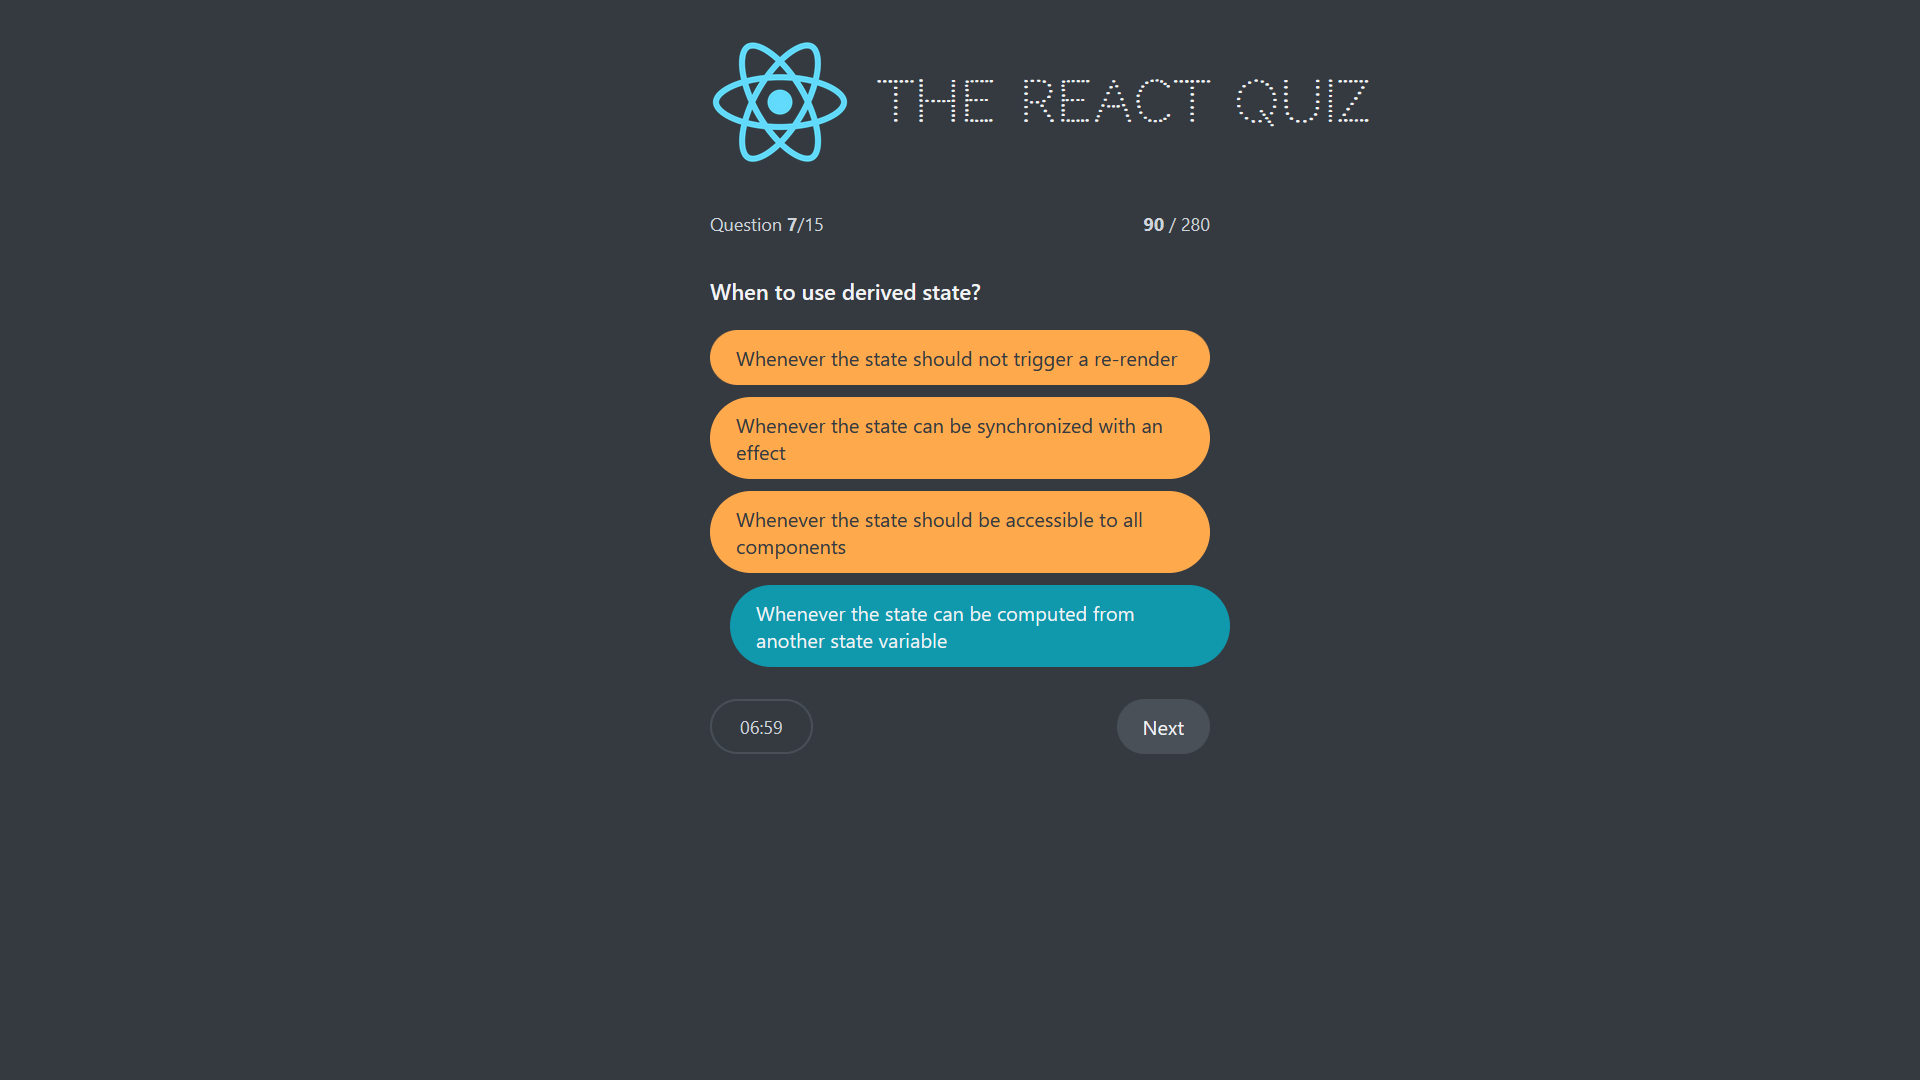 THE REACT QUIZ
Question 7/15
90 / 280
When to use derived state?
Whenever the state should not trigger a re-render
Whenever the state can be synchronized with an
effect
Whenever the state should be accessible to all
components
Whenever the state can be computed from
another state variable
06:59
Next